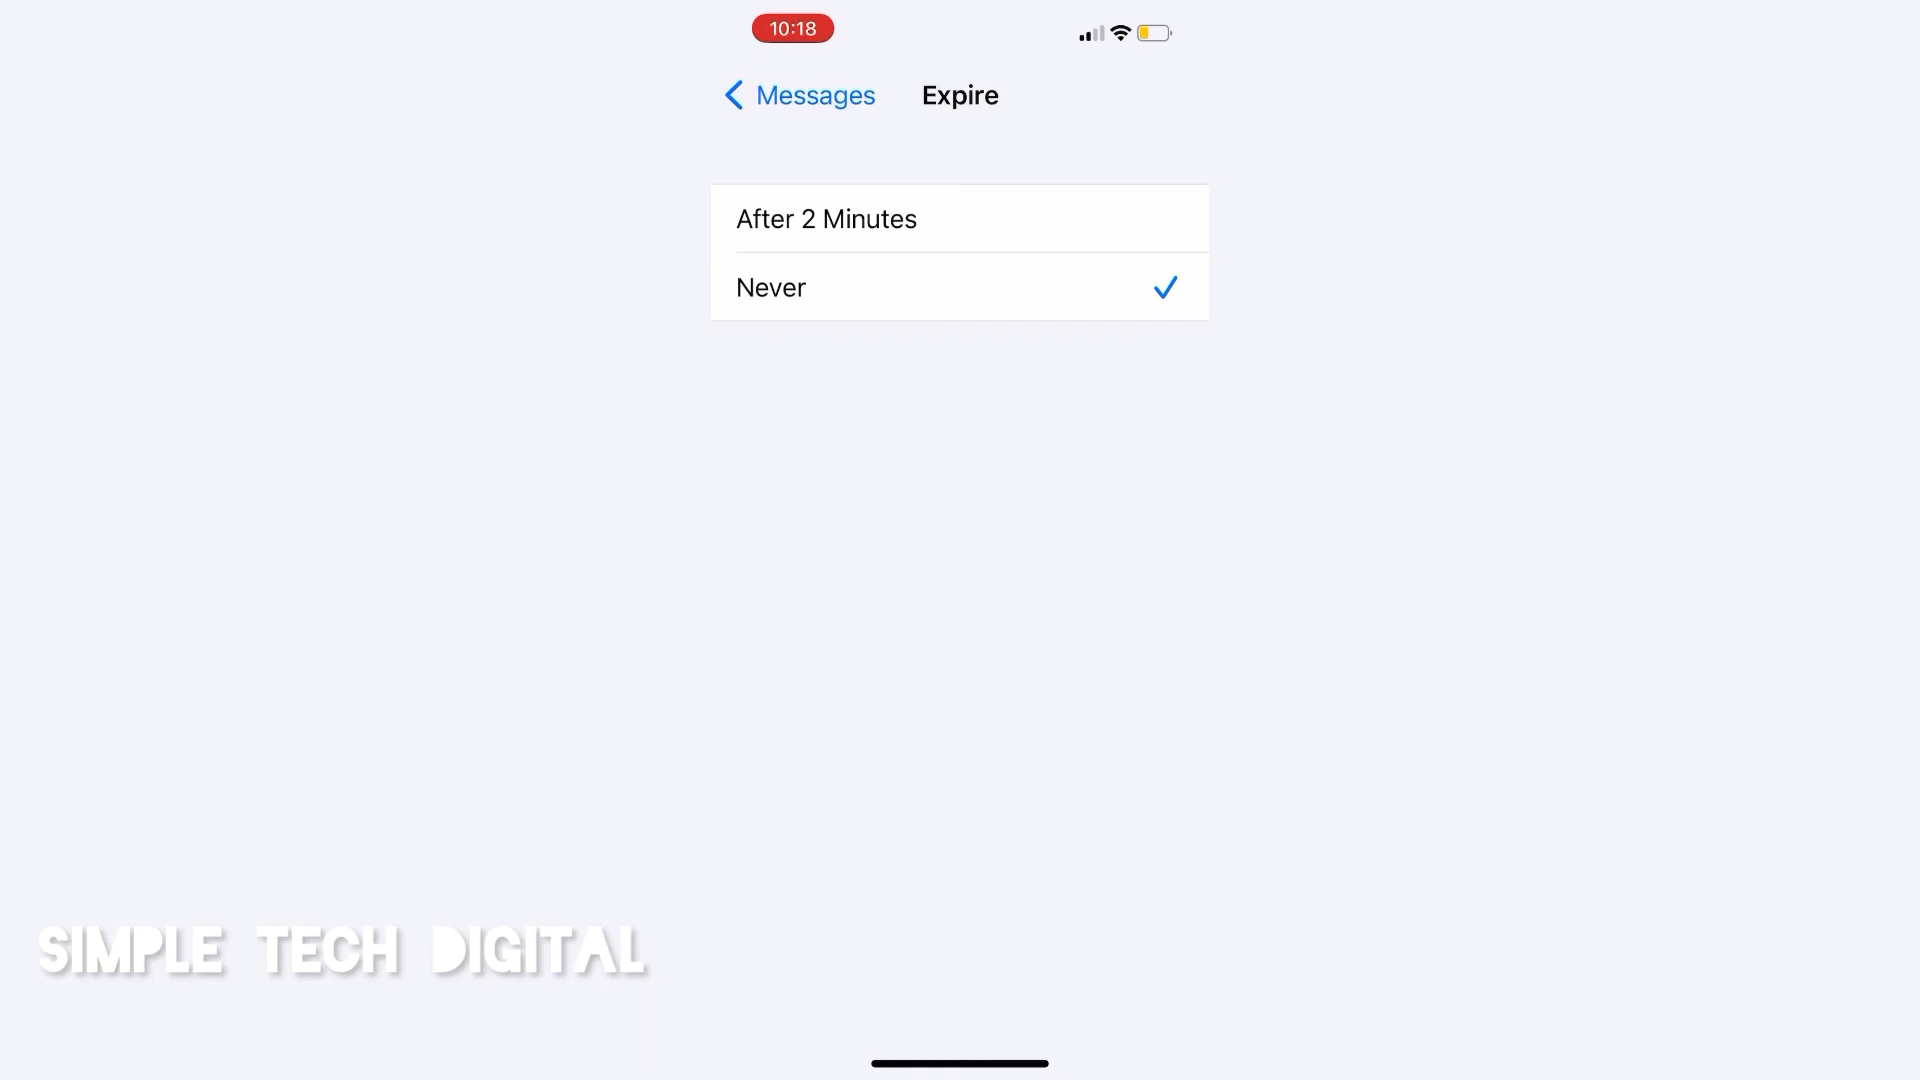 10:18
Messages
Expire
After 2 Minutes
Never
SIMPLE TECH DIGITAL